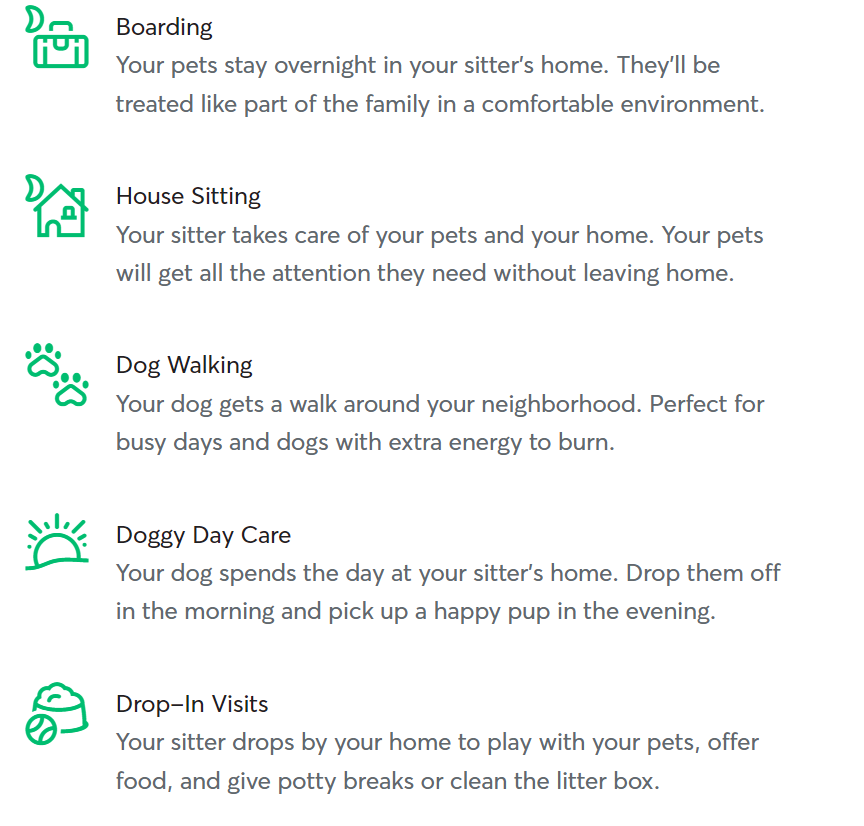 Boarding
Your pets stay overnight in your sitter's home. They'll be
treated like part of the family in a comfortable environment.
House Sitting
Your sitter takes care of your pets and your home. Your pets
will get all the attention they need without leaving home.
Dog Walking
Your dog gets a walk around your neighborhood. Perfect for
busy days and dogs with extra energy to burn.
Doggy Day Care
Your dog spends the day at your sitter's home. Drop them off
in the morning and pick up a happy pup in the evening.
Drop-In Visits
Your sitter drops by your home to play with your pets, offer
food, and give potty breaks or clean the litter box.